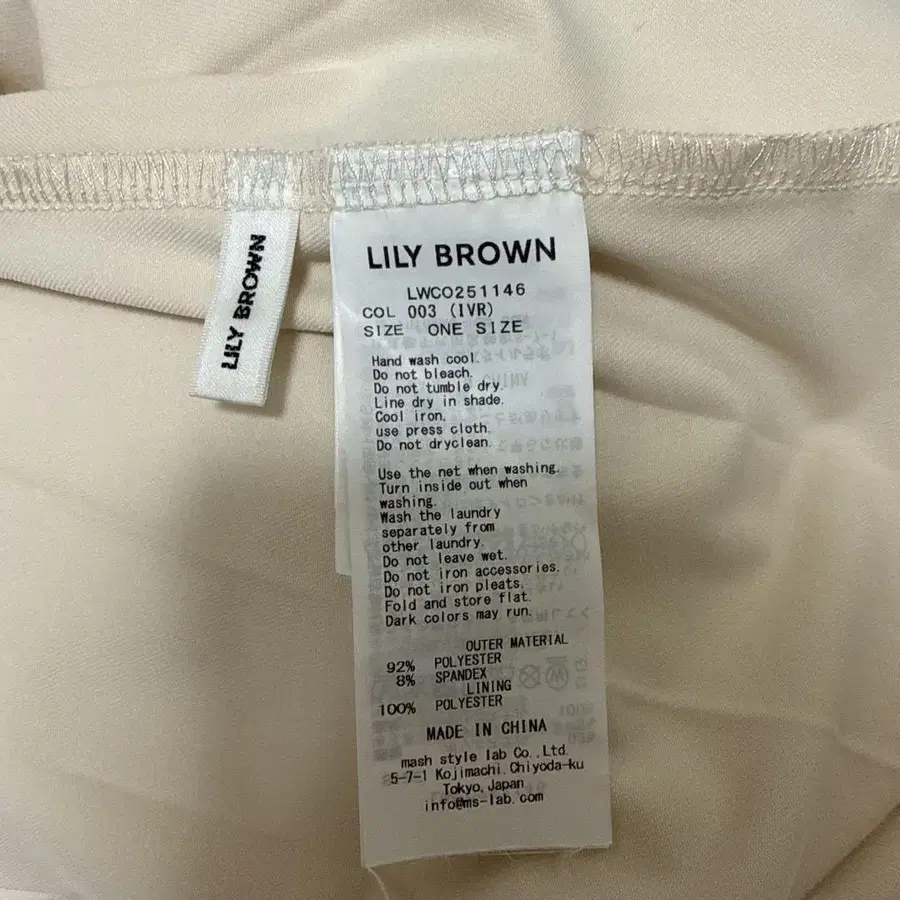 LILY BROWN
LILY BROWN
LWCO251146
COL 003 (IVR)
SIZE ONE SIZE
Hand wash cool.
Do not bleach.
Do not tumble dry.
Line dry in shade.
Cool iron.
use press cloth.
Do not dryclean.
Use the net when washing.
Turn inside out when
washing.
Wash the laundry
separately from
other laundry.
Do not leave wet.
Do not iron accessories.
Do not iron pleats.
Fold and store flat.
Dark colors may run.
OUTER MATERIAL
92% POLYESTER
8% SPANDEX
LINING
100% POLYESTER
MADE IN CHINA
mash style lab Co.,Ltd.
5-7-1 Kojimachi,Chiyoda-ku
Tokyo,Japan
info@ms-lab.com